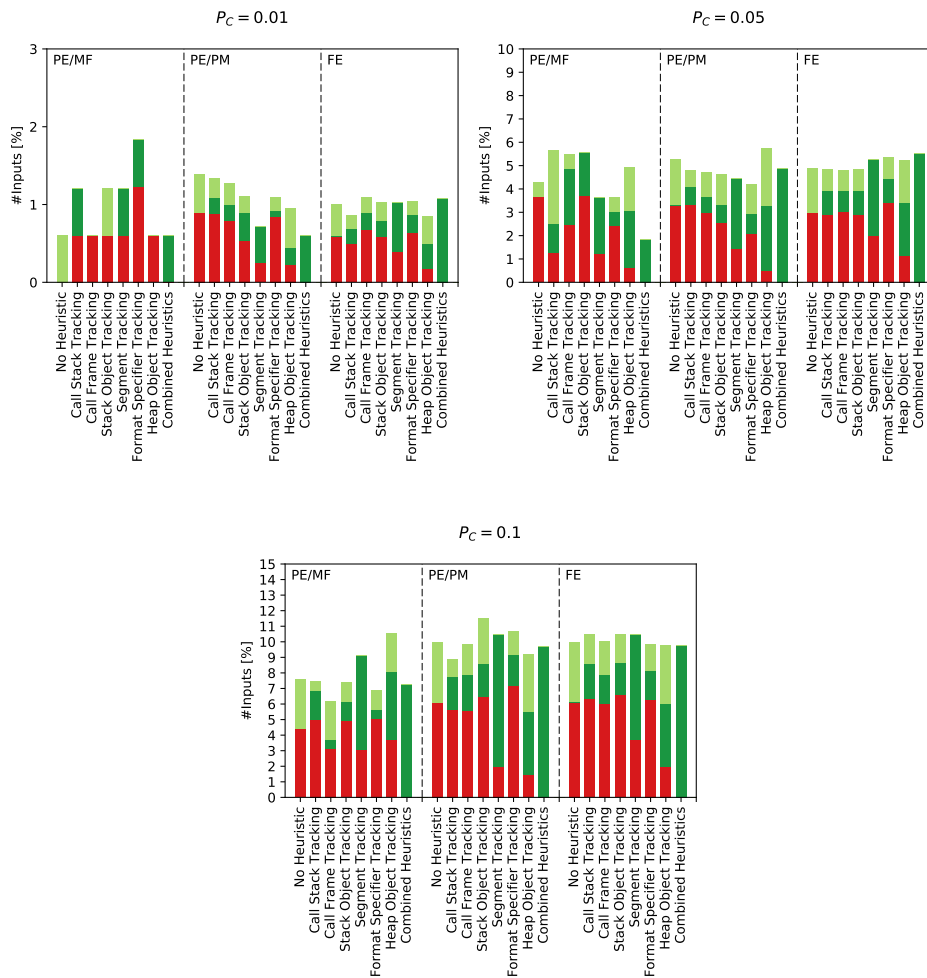 P_C = 0.01
#Inputs [%]
3
2
1
0
PE/MF
PE/PM
FE
No Heuristic
Call Stack Tracking
Call Frame Tracking
Stack Object Tracking
Segment Tracking
Format Specifier Tracking
Heap Object Tracking
Combined Heuristics
No Heuristic
Call Stack Tracking
Call Frame Tracking
Stack Object Tracking
Segment Tracking
Format Specifier Tracking
Heap Object Tracking
Combined Heuristics
No Heuristic
Call Stack Tracking
Call Frame Tracking
Stack Object Tracking
Segment Tracking
Format Specifier Tracking
Heap Object Tracking
Combined Heuristics
P_C = 0.05
#Inputs [%]
10
9
8
7
6
5
4
3
2
1
0
PE/MF
PE/PM
FE
No Heuristic
Call Stack Tracking
Call Frame Tracking
Stack Object Tracking
Segment Tracking
Format Specifier Tracking
Heap Object Tracking
Combined Heuristics
No Heuristic
Call Stack Tracking
Call Frame Tracking
Stack Object Tracking
Segment Tracking
Format Specifier Tracking
Heap Object Tracking
Combined Heuristics
No Heuristic
Call Stack Tracking
Call Frame Tracking
Stack Object Tracking
Segment Tracking
Format Specifier Tracking
Heap Object Tracking
Combined Heuristics
P_C = 0.1
#Inputs [%]
15
14
13
12
11
10
9
8
7
6
5
4
3
2
1
0
PE/MF
PE/PM
FE
No Heuristic
Call Stack Tracking
Call Frame Tracking
Stack Object Tracking
Segment Tracking
Format Specifier Tracking
Heap Object Tracking
Combined Heuristics
No Heuristic
Call Stack Tracking
Call Frame Tracking
Stack Object Tracking
Segment Tracking
Format Specifier Tracking
Heap Object Tracking
Combined Heuristics
No Heuristic
Call Stack Tracking
Call Frame Tracking
Stack Object Tracking
Segment Tracking
Format Specifier Tracking
Heap Object Tracking
Combined Heuristics